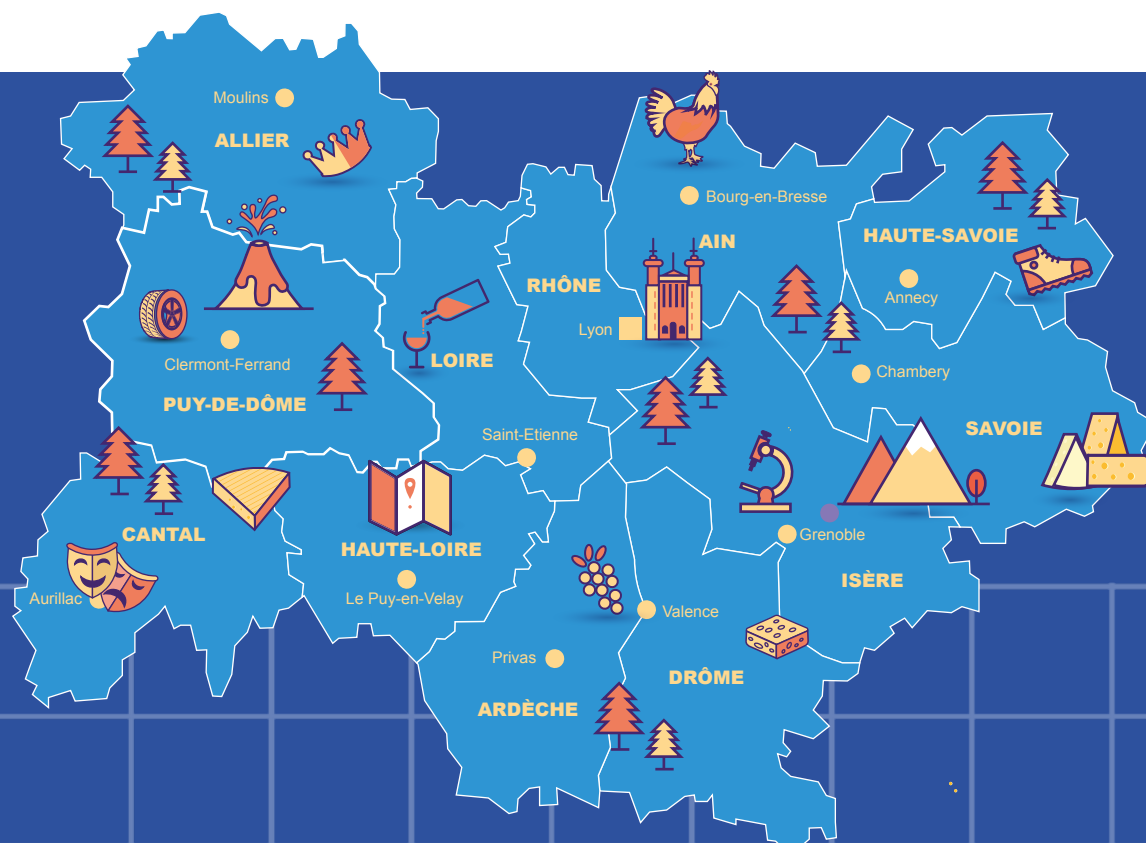 Moulins
ALLIER
Bourg-en-Bresse
AIN
HAUTE-SAVOIE
Annecy
RHÔNE
Lyon
LOIRE
Clermont-Ferrand
PUY-DE-DÔME
Chambery
SAVOIE
Saint-Etienne
CANTAL
Grenoble
HAUTE-LOIRE
ISÈRE
Aurillac
Le Puy-en-Velay
Valence
Privas
DRÔME
ARDÈCHE